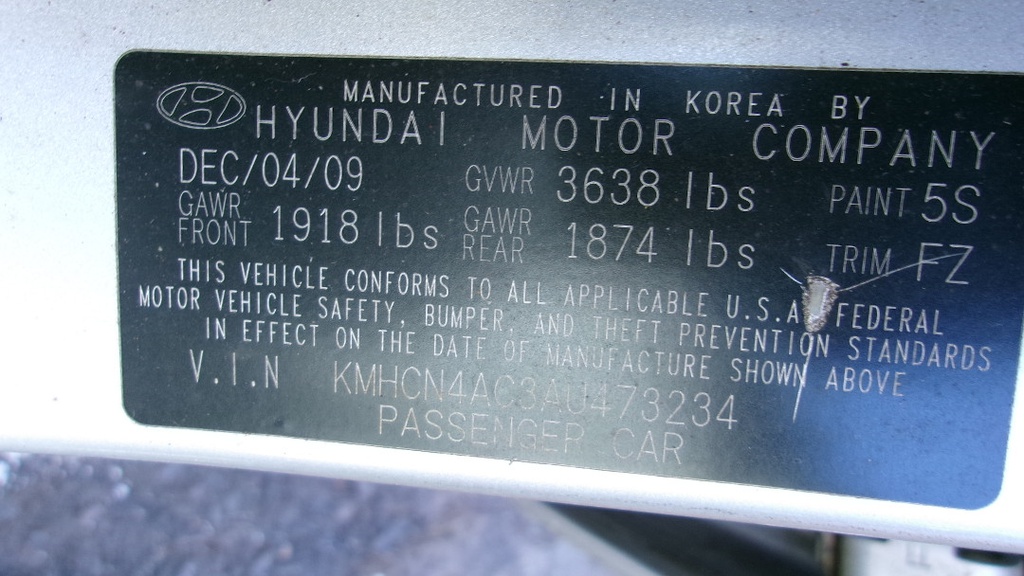 MANUFACTURED IN KOREA BY
HYUNDAI MOTOR COMPANY
DEC/04/09 GVWR 3638 lbs PAINT 5S
GAWR FRONT 1918 lbs GAWR REAR 1874 lbs TRIM FZ
THIS VEHICLE CONFORMS TO ALL APPLICABLE U.S.A FEDERAL
MOTOR VEHICLE SAFETY, BUMPER, AND THEFT PREVENTION STANDARDS
IN EFFECT ON THE DATE OF MANUFACTURE SHOWN ABOVE
V.I.N KMHCN4AC3AU473234
PASSENGER CAR